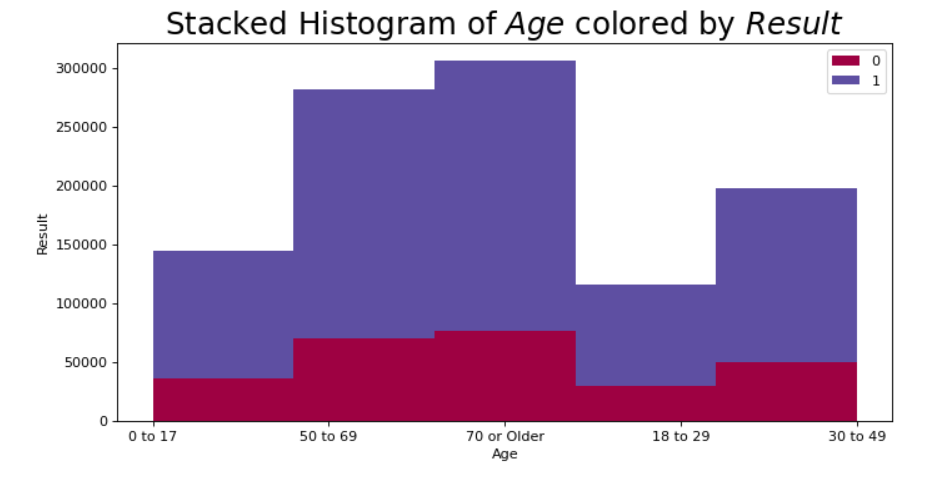 Stacked Histogram of Age colored by Result
0
1
300000
250000
200000
150000
100000
50000
0
Result
0 to 17 50 to 69 70 or Older 18 to 29 30 to 49
Age